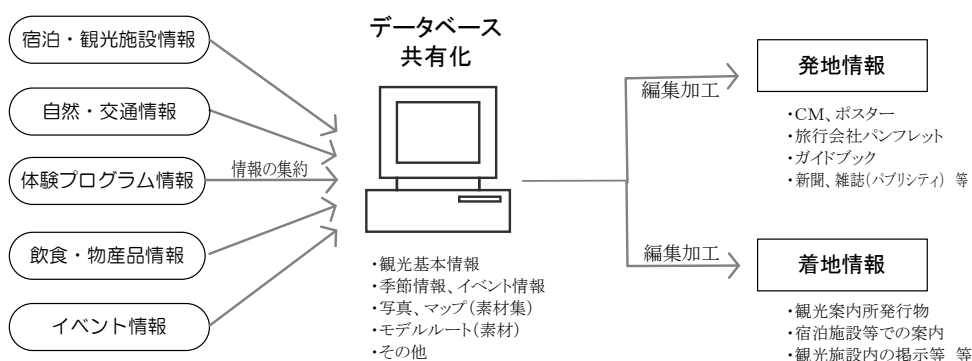 宿泊・観光施設情報
自然・交通情報
体験プログラム情報
飲食・物産品情報
イベント情報
情報の集約
データベース
共有化
・観光基本情報
・季節情報、イベント情報
・写真、マップ（素材集）
・モデルルート（素材）
・その他
編集加工
発地情報
・CM、ポスター
・旅行会社パンフレット
・ガイドブック
・新聞、雑誌（パブリシティ） 等
編集加工
着地情報
・観光案内所発行物
・宿泊施設等での案内
・観光施設内の掲示等 等